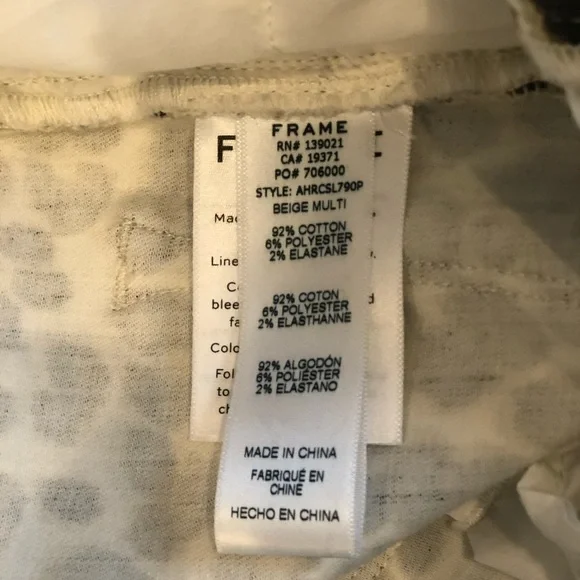 FRAME
RN# 139021
CA# 19371
PO# 706000
STYLE: AHRCSL790P
BEIGE MULTI
92% COTTON
6% POLYESTER
2% ELASTANE
92% COTON
6% POLYESTER
2% ELASTHANNE
92% ALGODÓN
6% POLIÉSTER
2% ELASTANO
MADE IN CHINA
FABRIQUÉ EN
CHINE
HECHO EN CHINA